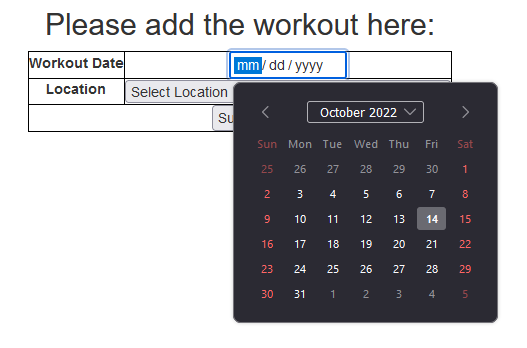 Please add the workout here:
Workout Date mm / dd / yyyy
Location Select Location
Su
October 2022
Sun Mon Tue Wed Thu Fri Sat
25 26 27 28 29 30 1
2 3 4 5 6 7 8
9 10 11 12 13 14 15
16 17 18 19 20 21 22
23 24 25 26 27 28 29
30 31 1 2 3 4 5